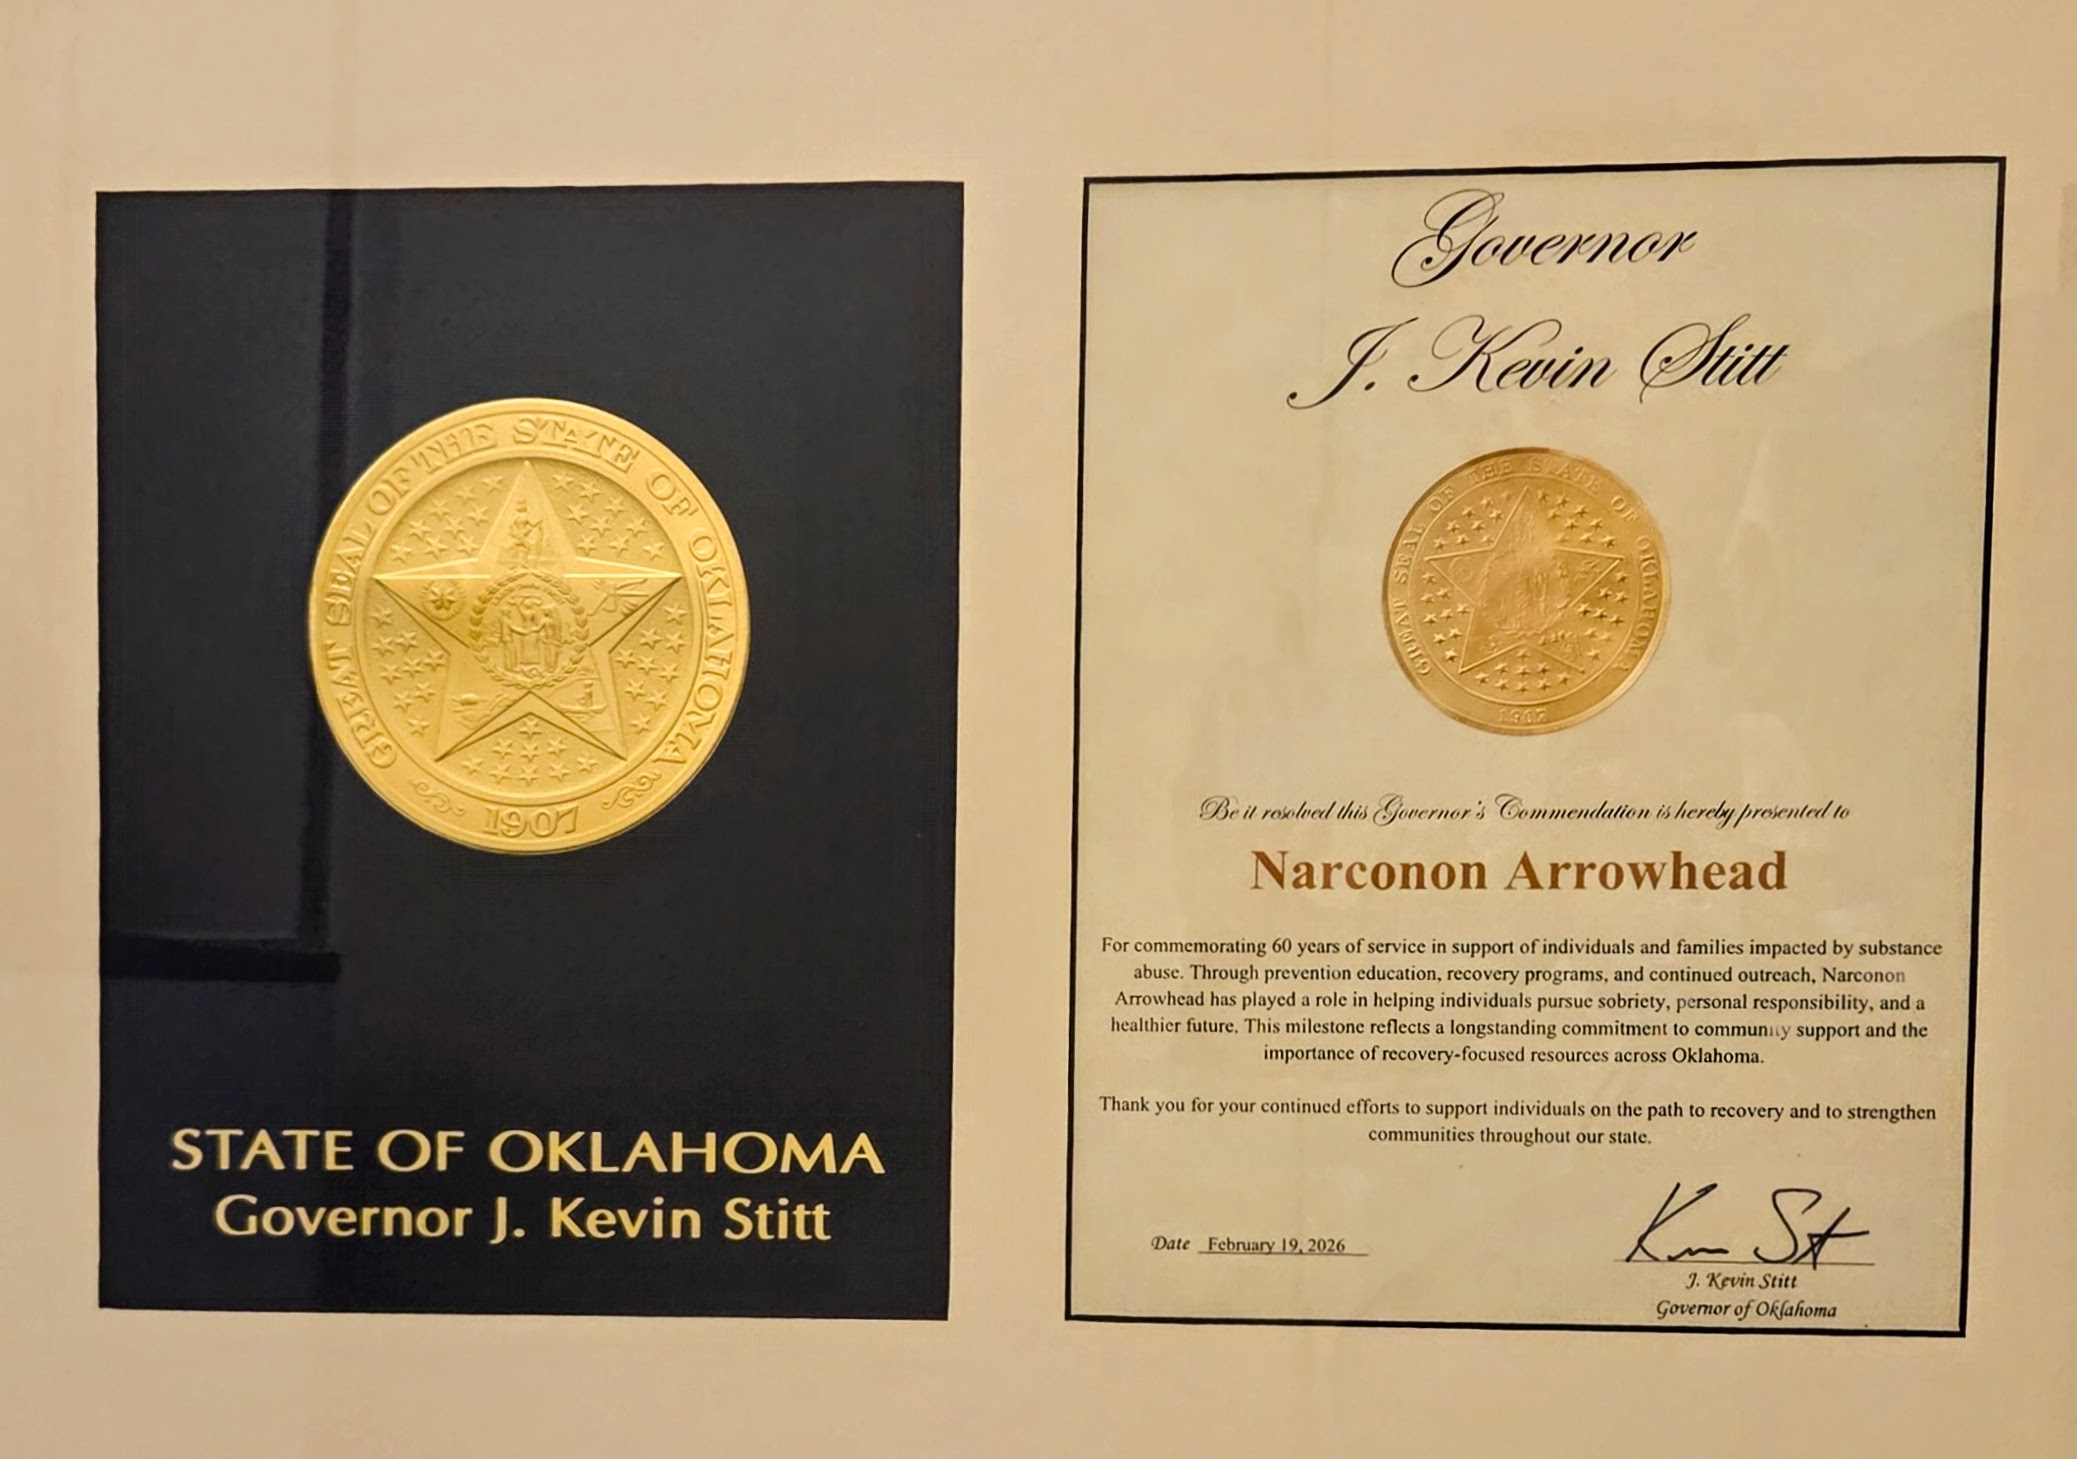 GREAT SEAL OF THE STATE OF OKLAHOMA
1907
STATE OF OKLAHOMA
Governor J. Kevin Stitt
Governor
J. Kevin Stitt
GREAT SEAL OF THE STATE OF OKLAHOMA
1907
Be it resolved this Governor's Commendation is hereby presented to
Narconon Arrowhead
For commemorating 60 years of service in support of individuals and families impacted by substance
abuse. Through prevention education, recovery programs, and continued outreach, Narconon
Arrowhead has played a role in helping individuals pursue sobriety, personal responsibility, and a
healthier future. This milestone reflects a longstanding commitment to community support and the
importance of recovery-focused resources across Oklahoma.
Thank you for your continued efforts to support individuals on the path to recovery and to strengthen
communities throughout our state.
Date February 19, 2026
J. Kevin Stitt
Governor of Oklahoma